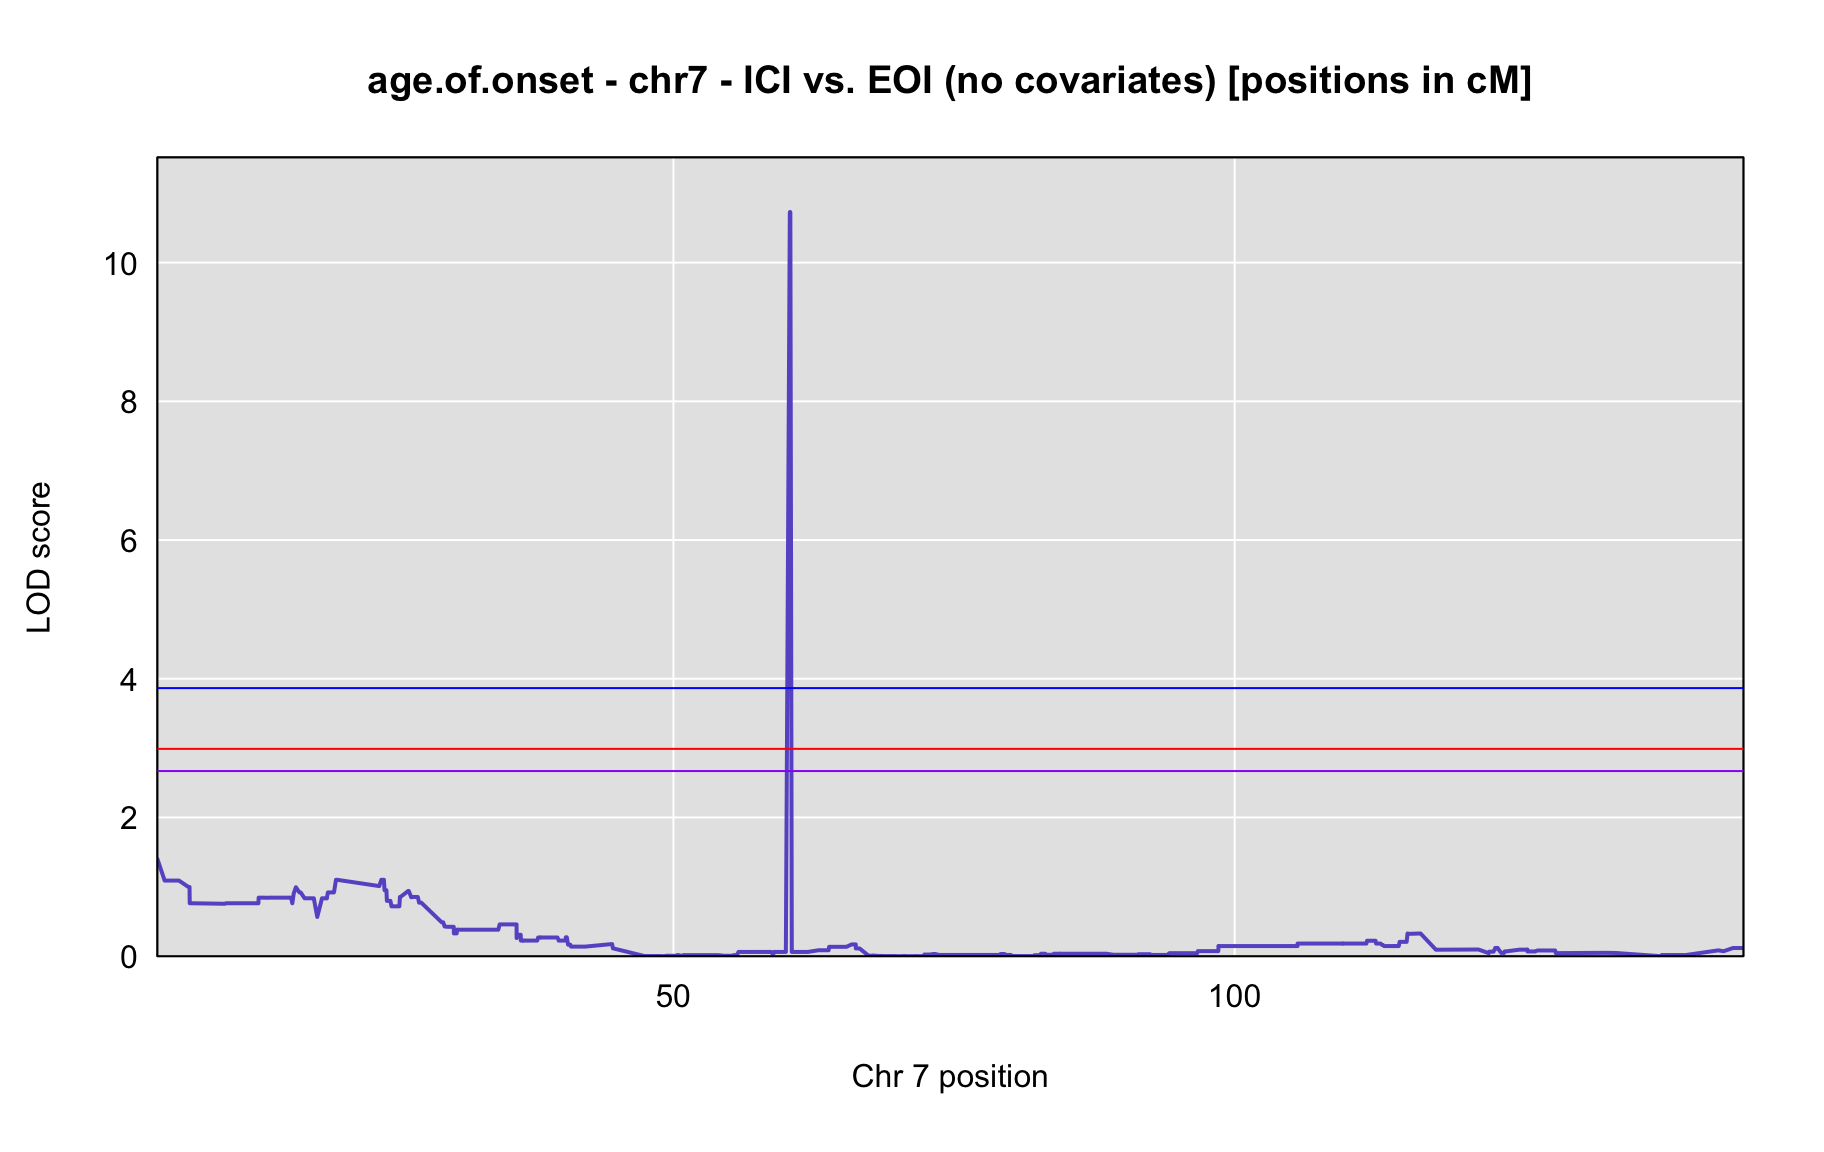 age.of.onset - chr7 - ICI vs. EOI (no covariates) [positions in cM]
LOD score
10
8
6
4
2
0
50
100
Chr 7 position